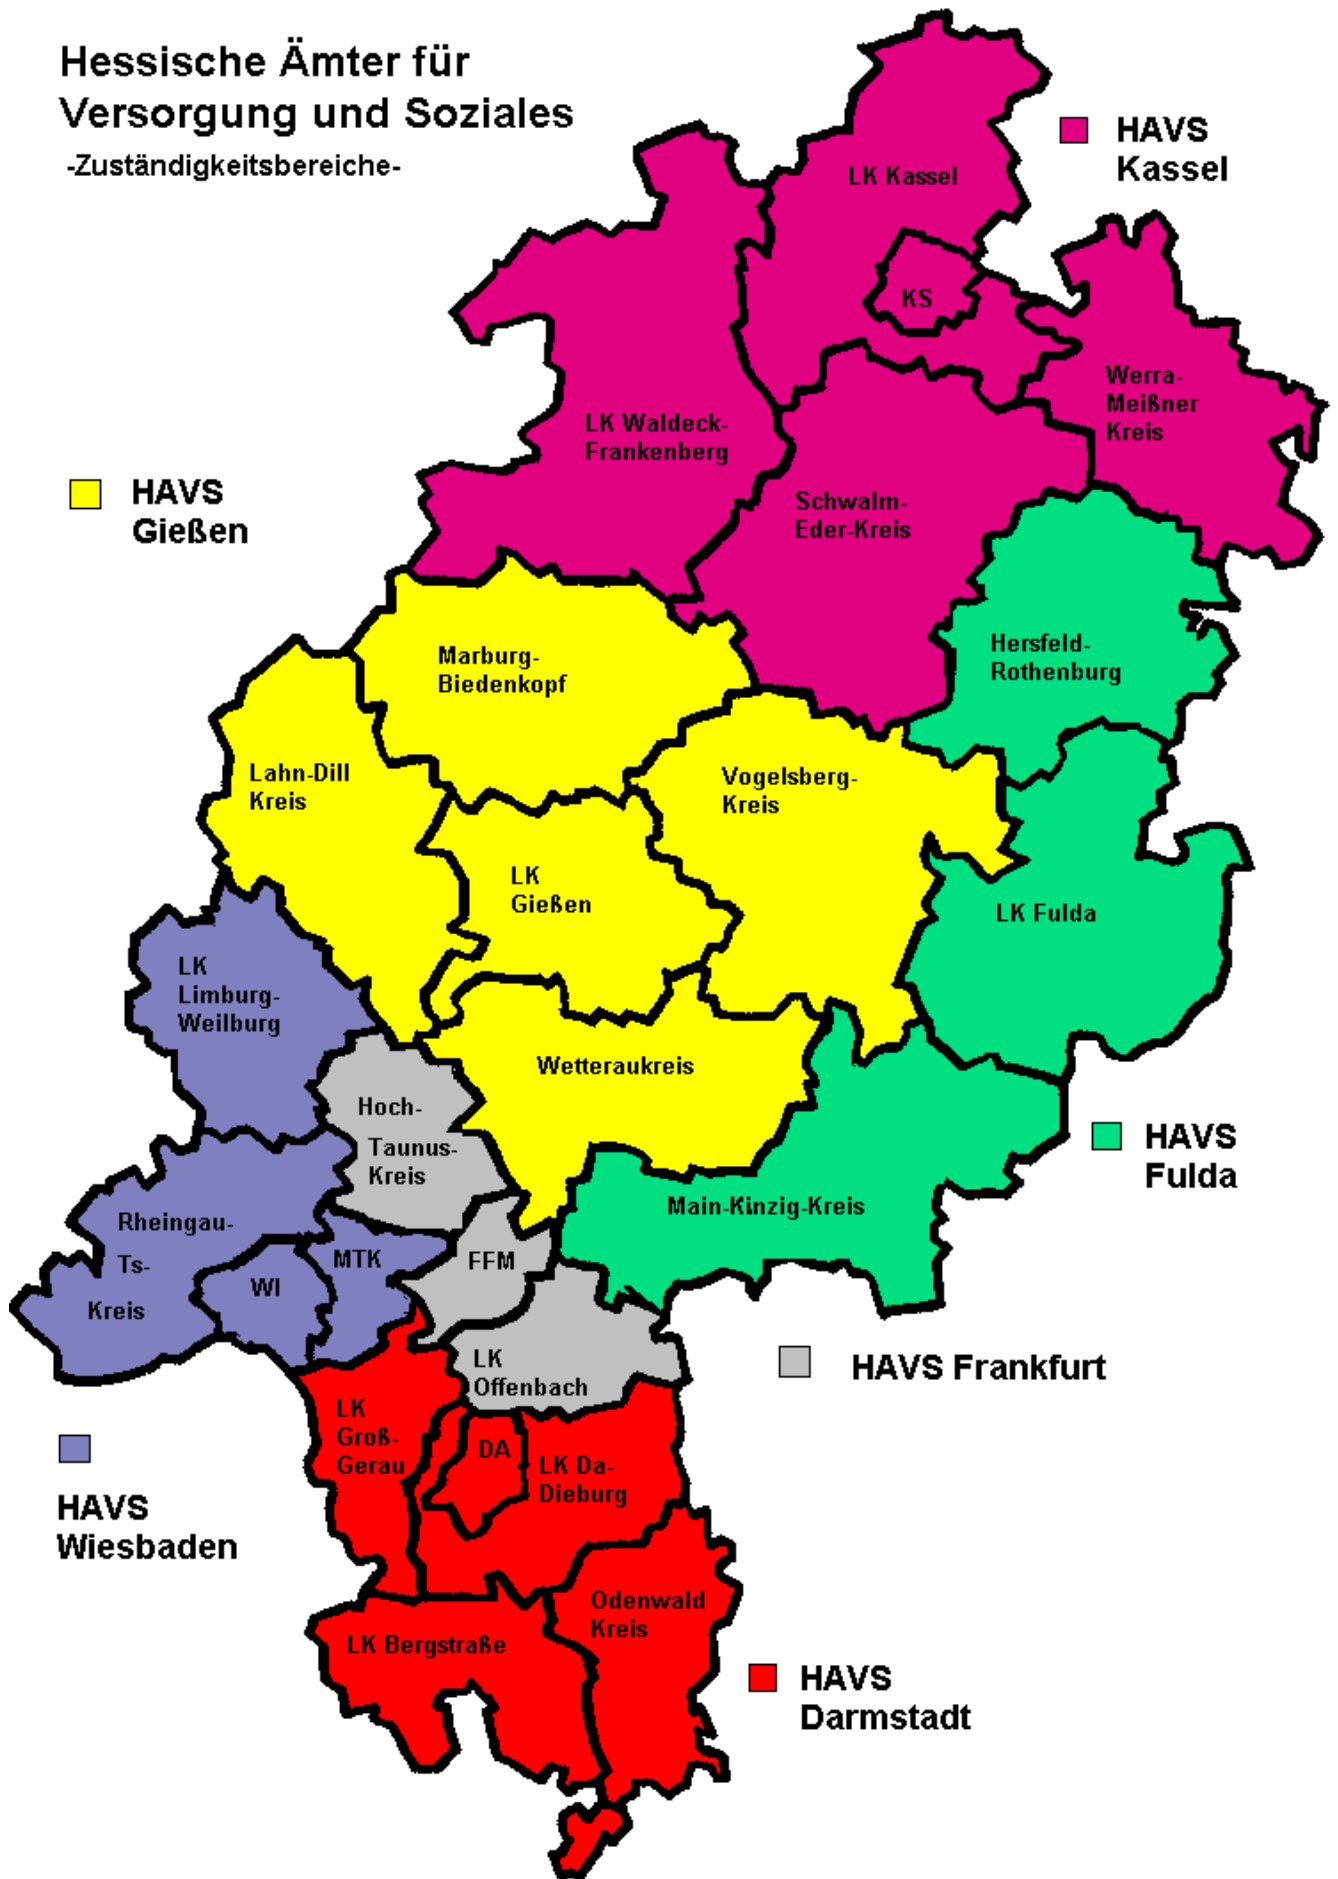 Hessische Ämter für
Versorgung und Soziales
-Zuständigkeitsbereiche-
HAVS
Kassel
LK Kassel
KS
Werra-
Meißner
Kreis
LK Waldeck-
Frankenberg
HAVS
Gießen
Schwalm-
Eder-Kreis
Marburg-
Biedenkopf
Hersfeld-
Rothenburg
Lahn-Dill
Kreis
Vogelsberg-
Kreis
LK
Gießen
LK Fulda
LK
Limburg-
Weilburg
Wetteraukreis
Hoch-
Taunus-
Kreis
HAVS
Fulda
Main-Kinzig-Kreis
Rheingau-
Ts-
Kreis
MTK
WI
FFM
LK
Offenbach
HAVS Frankfurt
LK
Groß-
Gerau
DA
LK Da-
Dieburg
HAVS
Wiesbaden
Odenwald
Kreis
LK Bergstraße
HAVS
Darmstadt